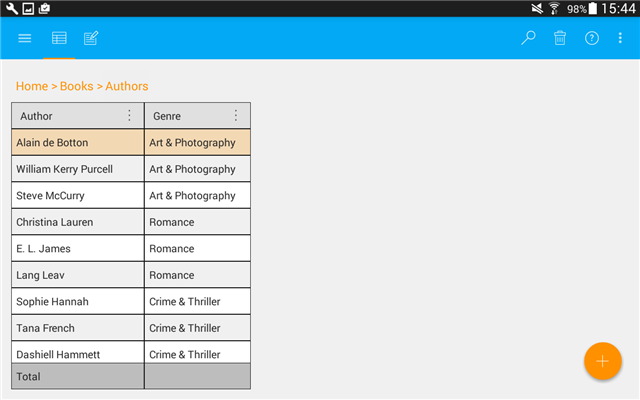 98% 15:44
Home > Books > Authors
Author Genre
Alain de Botton Art & Photography
William Kerry Purcell Art & Photography
Steve McCurry Art & Photography
Christina Lauren Romance
E. L. James Romance
Lang Leav Romance
Sophie Hannah Crime & Thriller
Tana French Crime & Thriller
Dashiell Hammett Crime & Thriller
Total